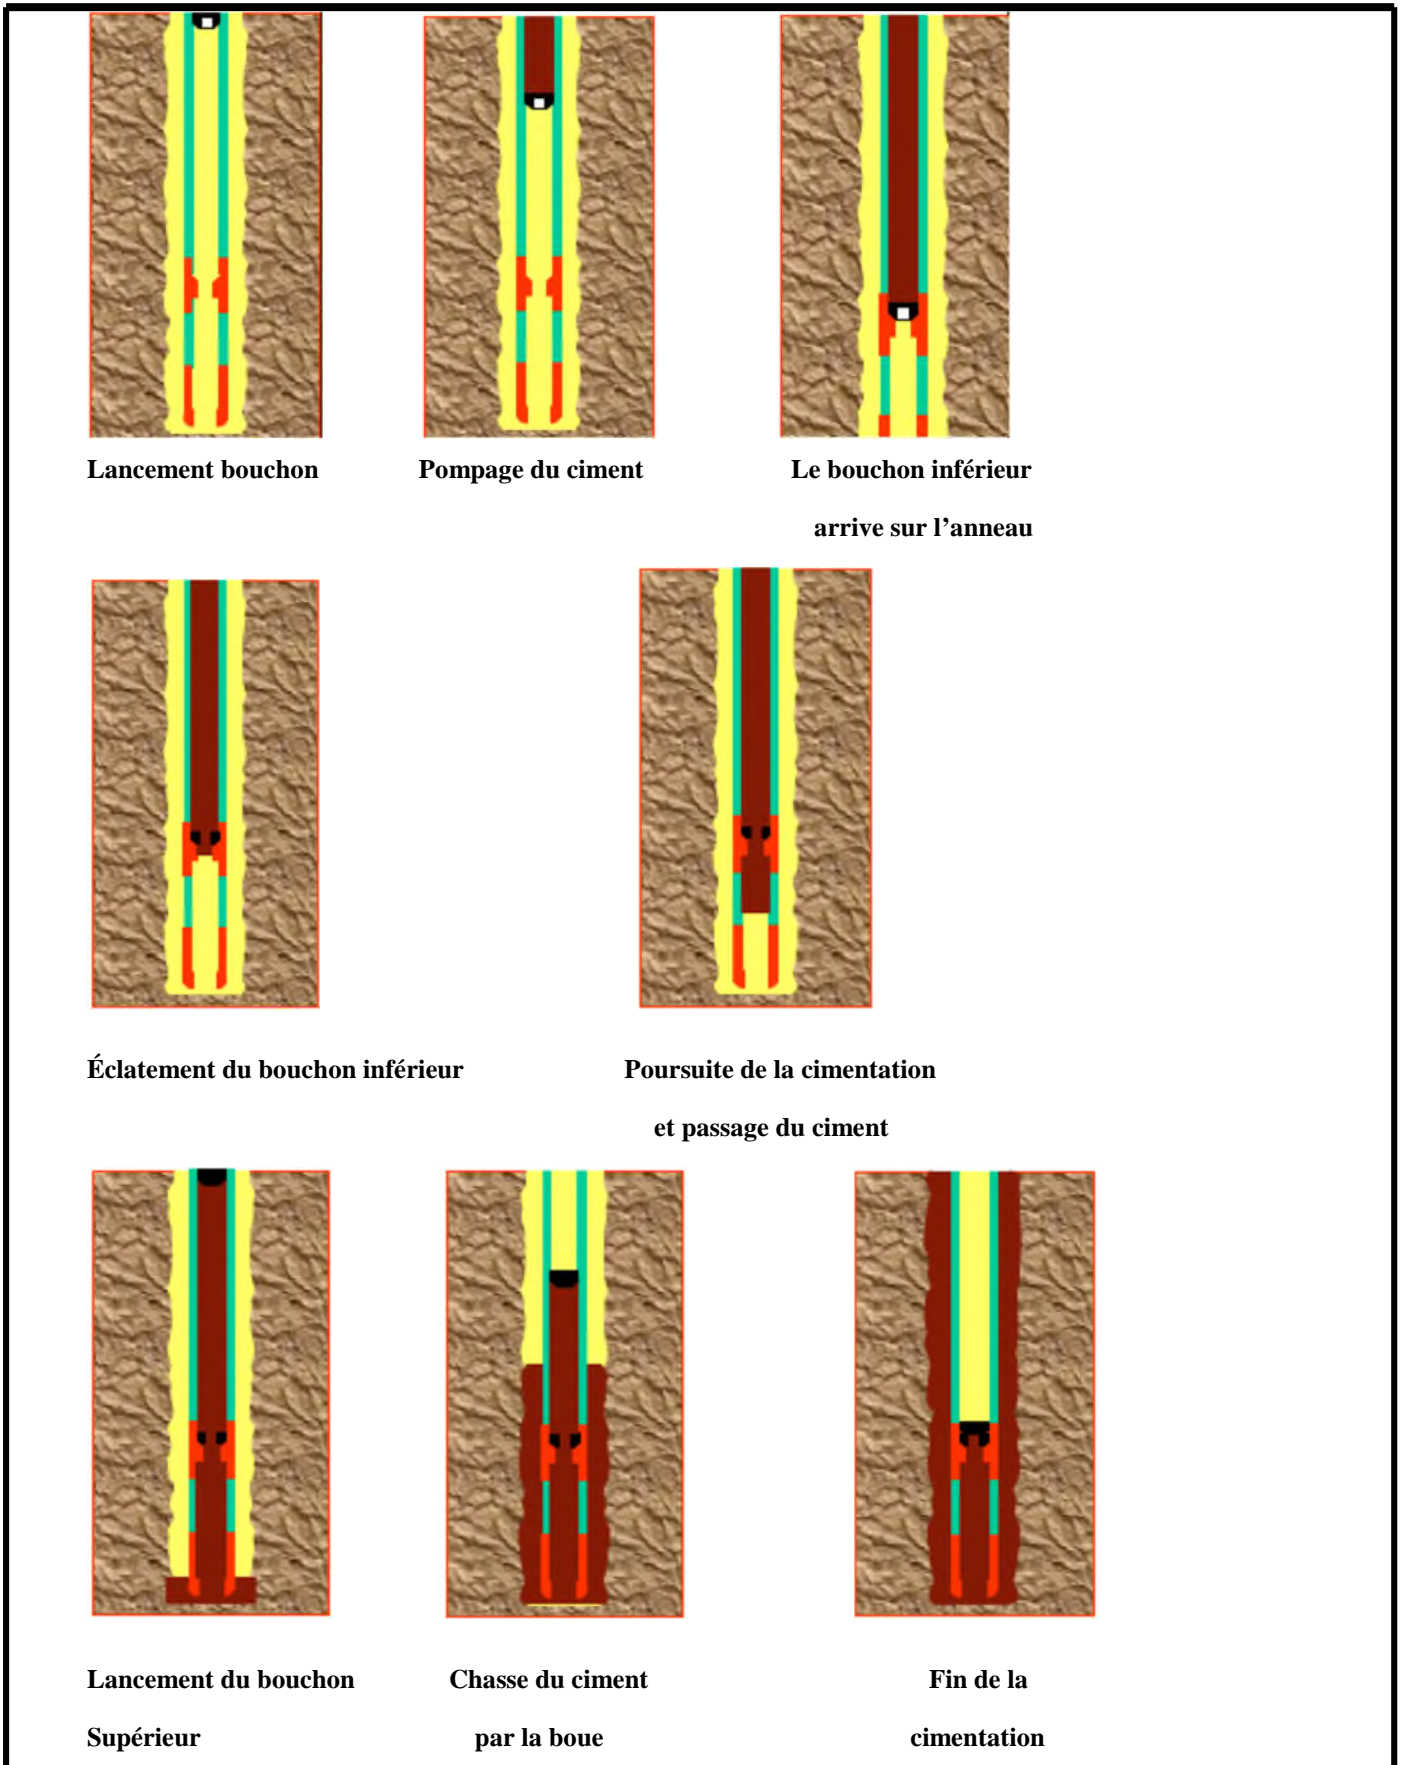 Lancement bouchon
Pompage du ciment
Le bouchon inférieur
arrive sur l’anneau
Éclatement du bouchon inférieur
Poursuite de la cimentation
et passage du ciment
Lancement du bouchon
Supérieur
Chasse du ciment
par la boue
Fin de la
cimentation